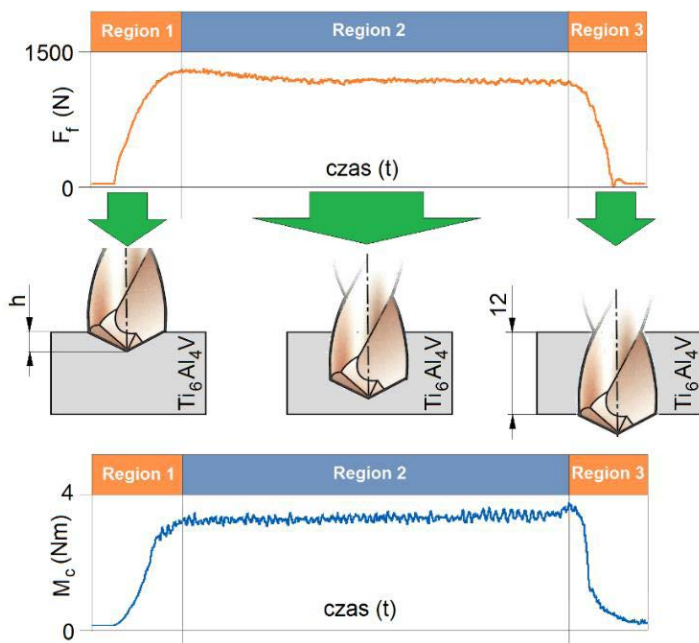 Region 1 Region 2 Region 3
1500
F_f (N)
0
czas (t)
h
Ti₆Al₄V
Ti₆Al₄V
12
Ti₆Al₄V
Region 1 Region 2 Region 3
4
M_c (Nm)
0
czas (t)